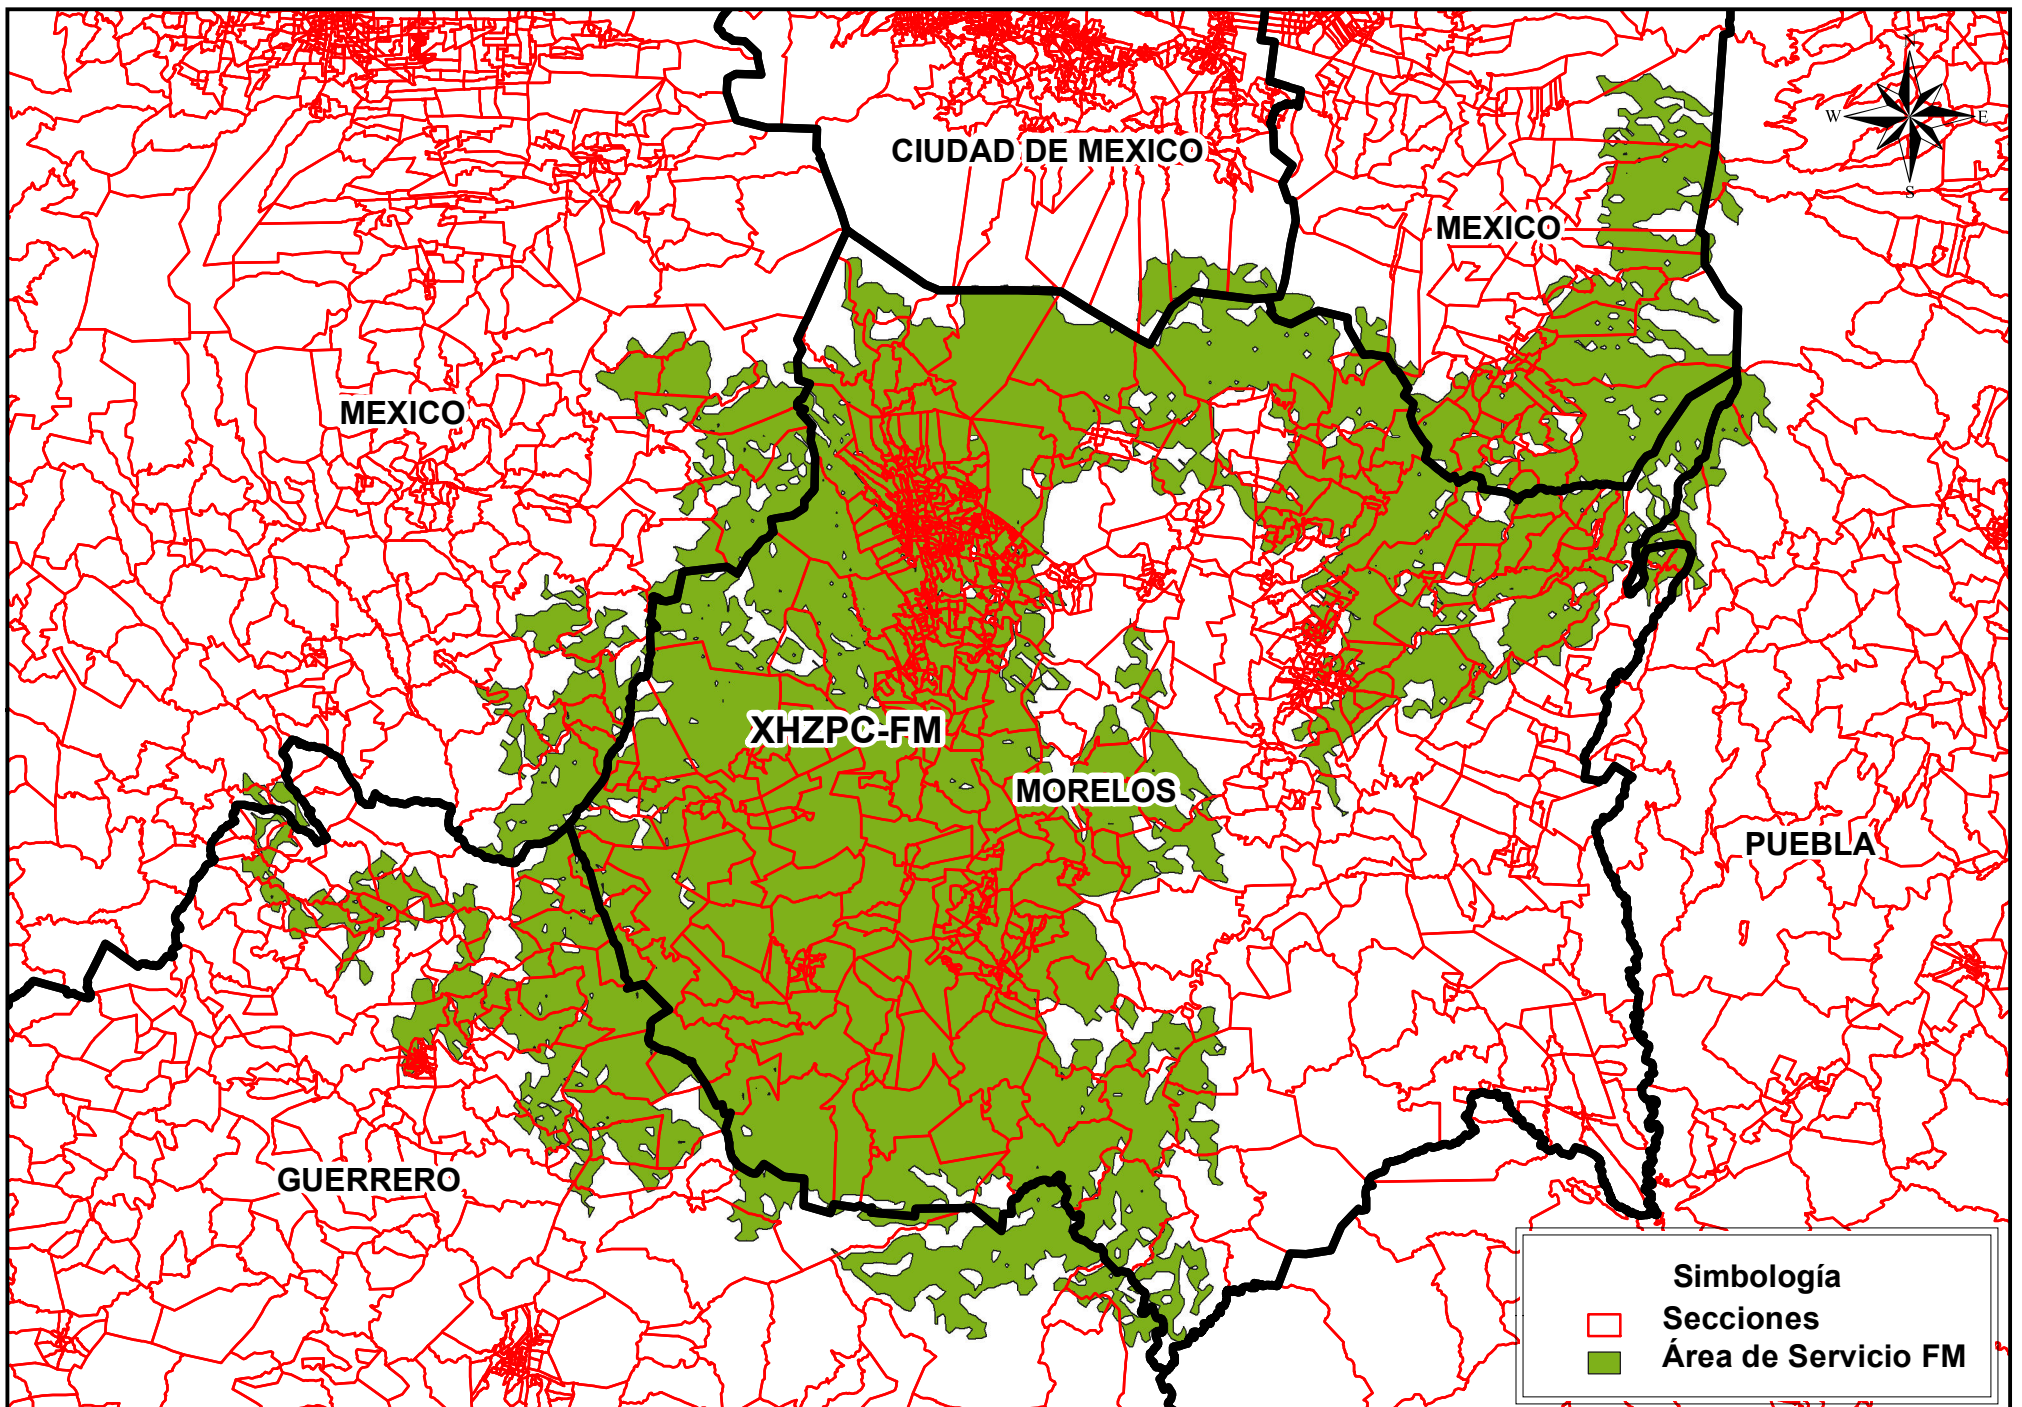 N
W
E
S
CIUDAD DE MEXICO
MEXICO
MEXICO
XHZPC-FM
MORELOS
PUEBLA
GUERRERO
Simbología
Secciones
Área de Servicio FM